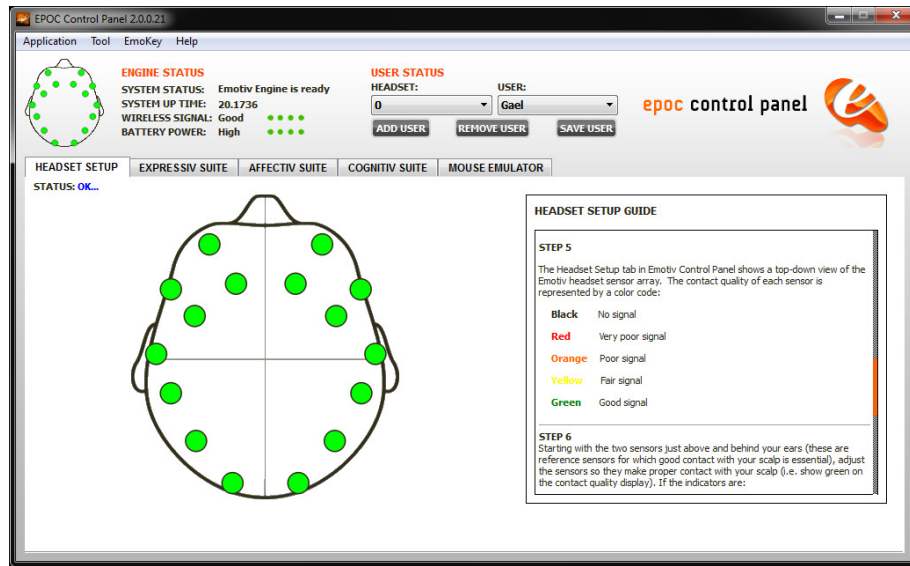 EPOC Control Panel 2.0.0.21
Application Tool EmoKey Help
ENGINE STATUS
SYSTEM STATUS: Emotiv Engine is ready
SYSTEM UP TIME: 20.1736
WIRELESS SIGNAL: Good
BATTERY POWER: High
USER STATUS
HEADSET: USER:
0 Gael
ADD USER REMOVE USER SAVE USER
epoc control panel
HEADSET SETUP EXPRESSIV SUITE AFFECTIV SUITE COGNITIV SUITE MOUSE EMULATOR
STATUS: OK...
HEADSET SETUP GUIDE
STEP 5
The Headset Setup tab in Emotiv Control Panel shows a top-down view of the
Emotiv headset sensor array. The contact quality of each sensor is
represented by a color code:
Black No signal
Red Very poor signal
Orange Poor signal
Yellow Fair signal
Green Good signal
STEP 6
Starting with the two sensors just above and behind your ears (these are
reference sensors for which good contact with your scalp is essential), adjust
the sensors so they make proper contact with your scalp (i.e. show green on
the contact quality display). If the indicators are: